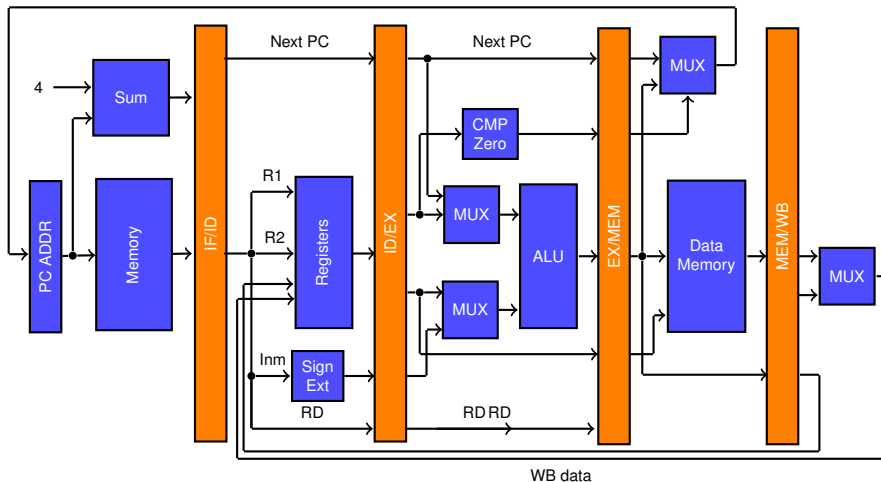 Next PC
Next PC
MUX
4
Sum
CMP
Zero
R1
R2
PC ADDR
Memory
IF/ID
Registers
ID/EX
MUX
MUX
ALU
EX/MEM
Data
Memory
MEM/WB
MUX
Inm
Sign
Ext
RD
RD RD
WB data